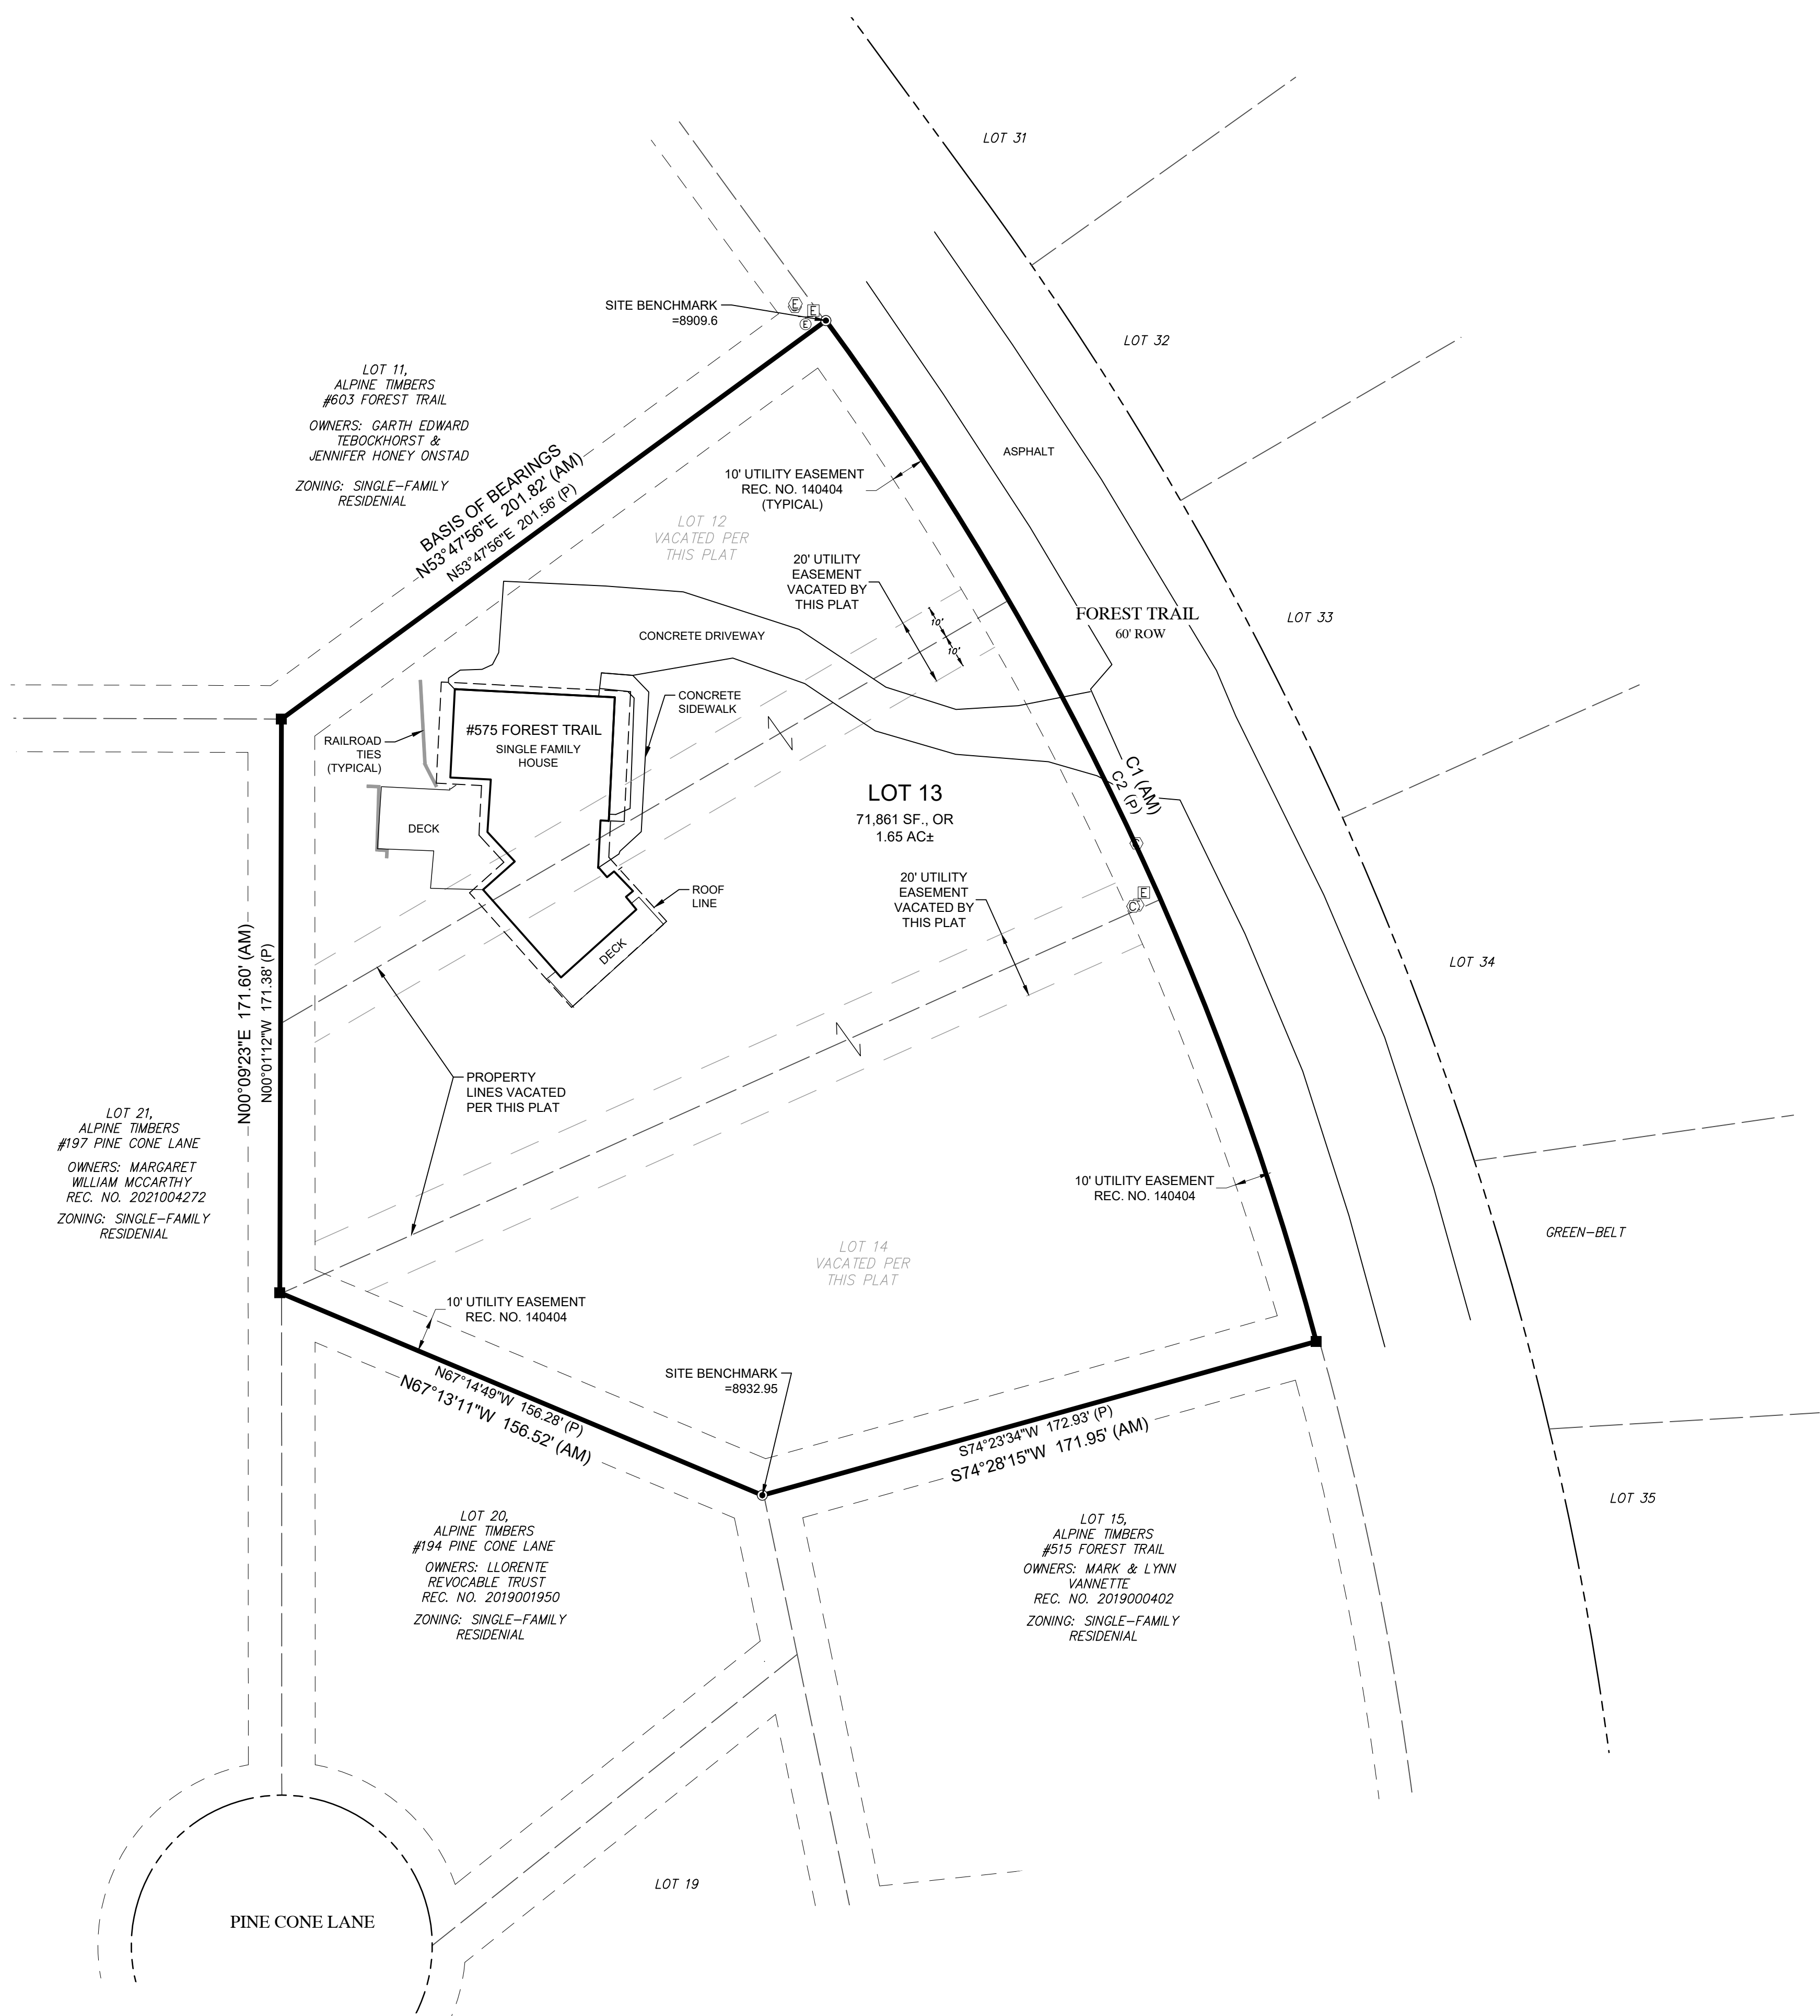 LOT 31
LOT 32
LOT 33
LOT 34
GREEN-BELT
LOT 35
SITE BENCHMARK
=8909.6
E
E
E
LOT 11,
ALPINE TIMBERS
#603 FOREST TRAIL
OWNERS: GARTH EDWARD
TEBOCKHORST &
JENNIFER HONEY ONSTAD
ZONING: SINGLE-FAMILY
RESIDENIAL
BASIS OF BEARINGS
N53°47'56"E 201.82' (AM)
N53°47'56"E 201.56' (P)
ASPHALT
10' UTILITY EASEMENT
REC. NO. 140404
(TYPICAL)
LOT 12
VACATED PER
THIS PLAT
20' UTILITY
EASEMENT
VACATED BY
THIS PLAT
10'
10'
FOREST TRAIL
60' ROW
CONCRETE DRIVEWAY
CONCRETE
SIDEWALK
#575 FOREST TRAIL
SINGLE FAMILY
HOUSE
RAILROAD
TIES
(TYPICAL)
DECK
ROOF
LINE
DECK
LOT 13
71,861 SF., OR
1.65 AC±
C1 (AM)
C2 (P)
20' UTILITY
EASEMENT
VACATED BY
THIS PLAT
E
C
N00°09'23"E 171.60' (AM)
N00°01'12"W 171.38' (P)
PROPERTY
LINES VACATED
PER THIS PLAT
LOT 21,
ALPINE TIMBERS
#197 PINE CONE LANE
OWNERS: MARGARET
WILLIAM MCCARTHY
REC. NO. 2021004272
ZONING: SINGLE-FAMILY
RESIDENIAL
10' UTILITY EASEMENT
REC. NO. 140404
LOT 14
VACATED PER
THIS PLAT
10' UTILITY EASEMENT
REC. NO. 140404
SITE BENCHMARK
=8932.95
N67°14'49"W 156.28' (P)
N67°13'11"W 156.52' (AM)
S74°23'34"W 172.93' (P)
S74°28'15"W 171.95' (AM)
LOT 20,
ALPINE TIMBERS
#194 PINE CONE LANE
OWNERS: LLORENTE
REVOCABLE TRUST
REC. NO. 2019001950
ZONING: SINGLE-FAMILY
RESIDENIAL
LOT 15,
ALPINE TIMBERS
#515 FOREST TRAIL
OWNERS: MARK & LYNN
VANNETTE
REC. NO. 2019000402
ZONING: SINGLE-FAMILY
RESIDENIAL
LOT 19
PINE CONE LANE